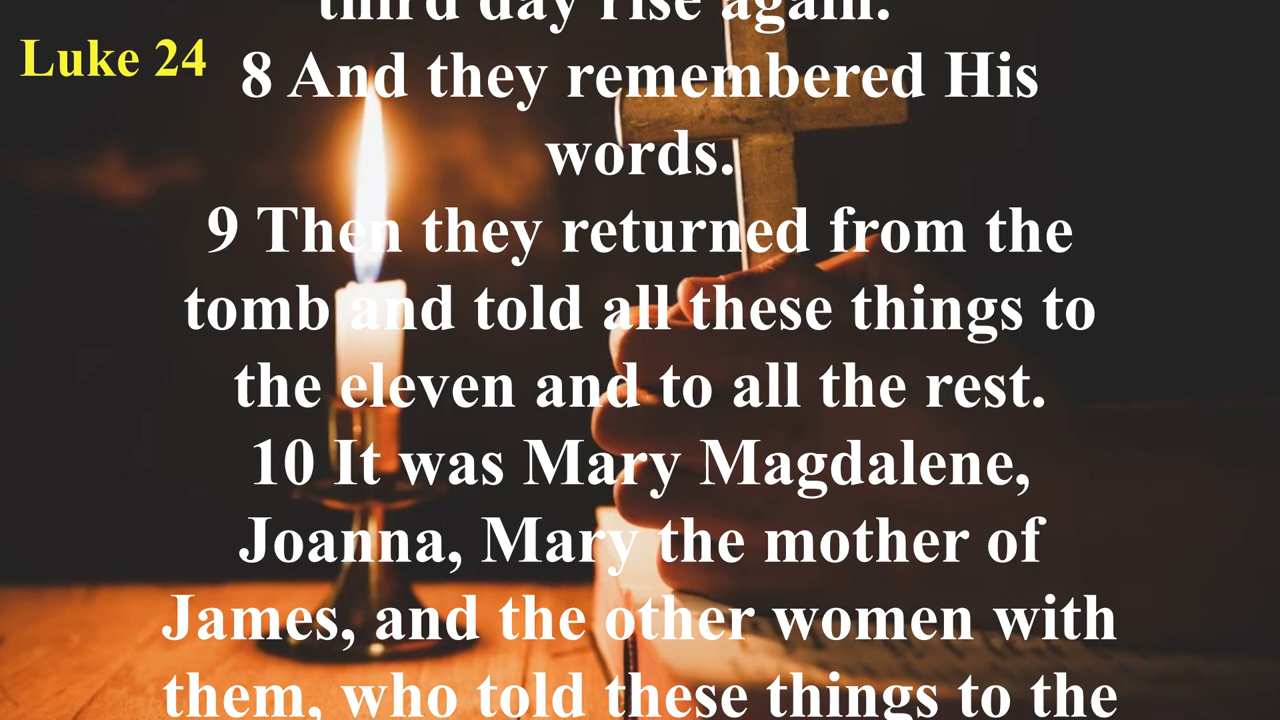 third day rise again.
Luke 24
8 And they remembered His
words.
9 Then they returned from the
tomb and told all these things to
the eleven and to all the rest.
10 It was Mary Magdalene,
Joanna, Mary the mother of
James, and the other women with
them, who told these things to the